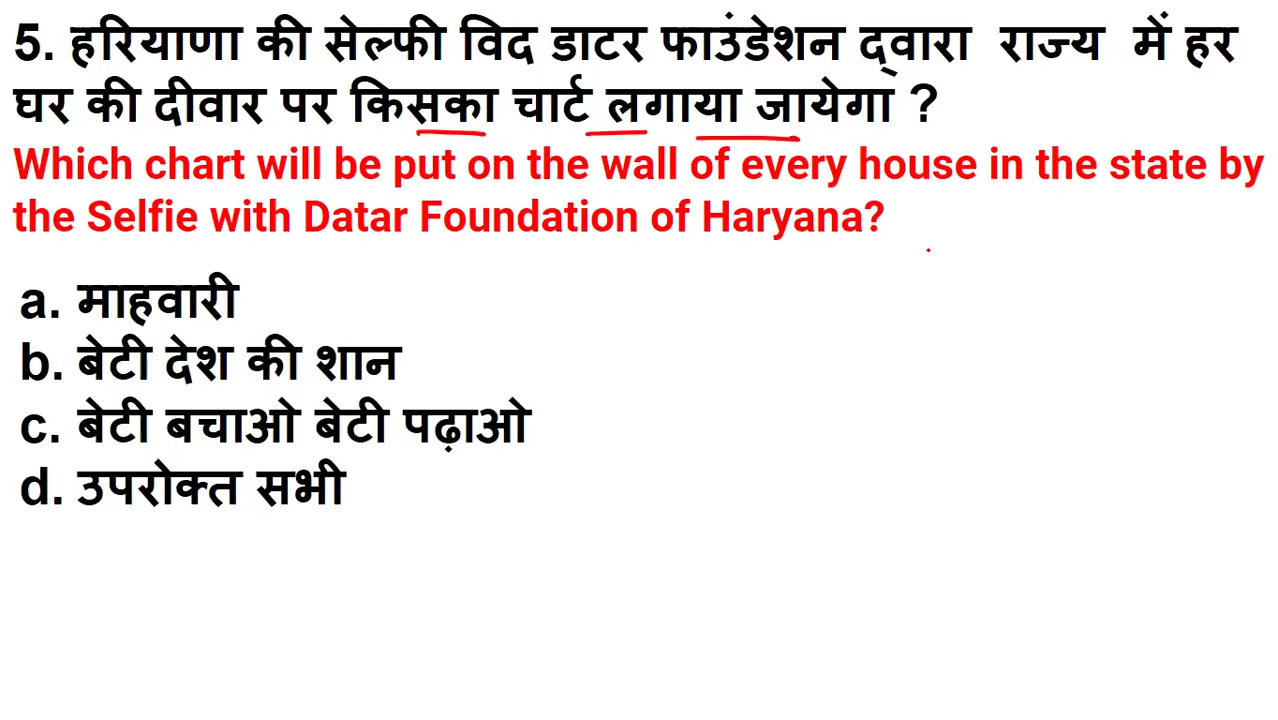 5. हरियाणा की सेल्फी विद डाटर फाउंडेशन द्वारा राज्य में हर
घर की दीवार पर किसका चार्ट लगाया जायेगा ?
Which chart will be put on the wall of every house in the state by
the Selfie with Datar Foundation of Haryana?
a. माहवारी
b. बेटी देश की शान
c. बेटी बचाओ बेटी पढ़ाओ
d. उपरोक्त सभी